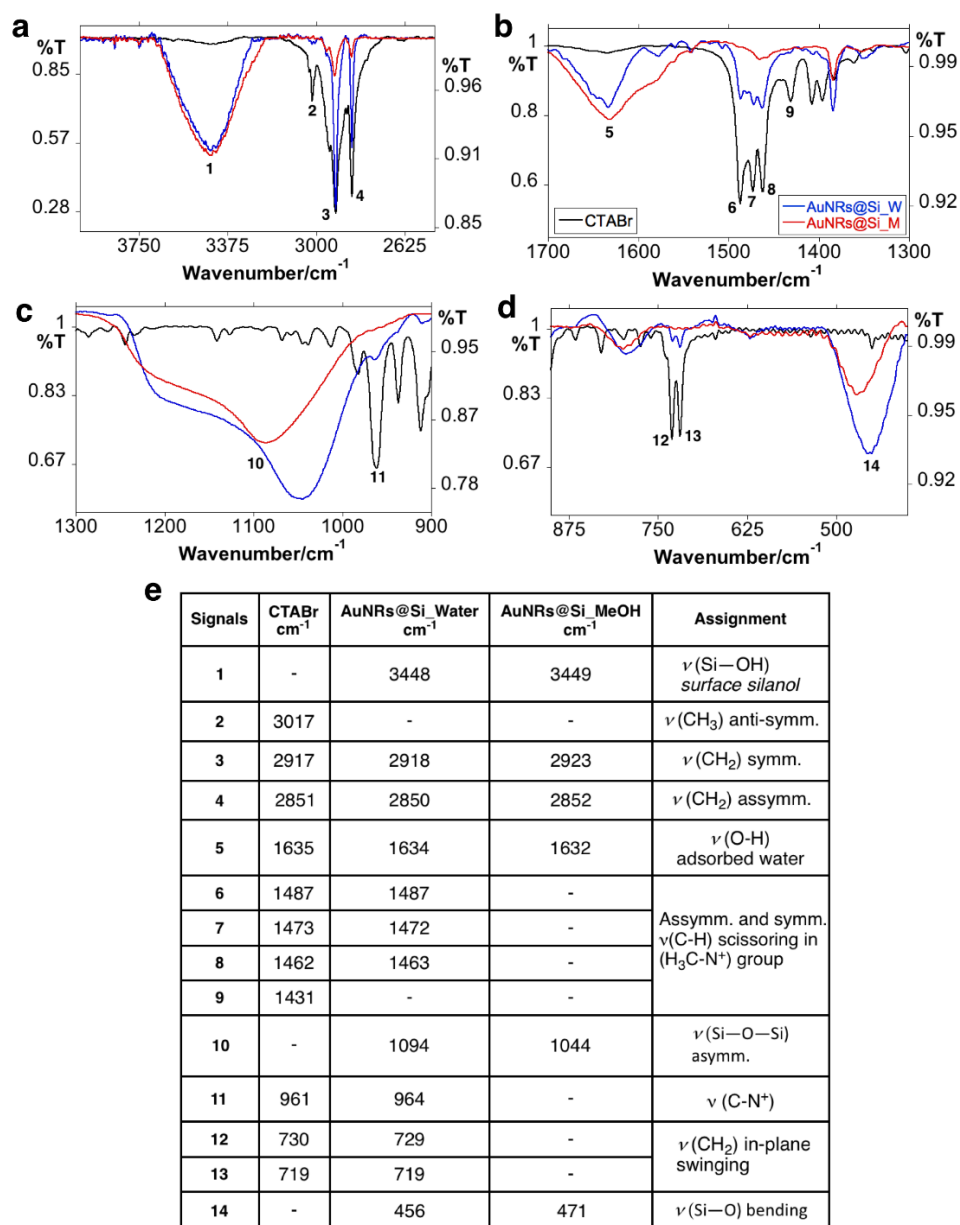 a
%T
%T
0.85
0.96
2
0.57
0.91
1
4
0.28
3
0.85
3750 3375 3000 2625
Wavenumber/cm-1
b
1
%T
%T
0.99
0.8
9
5
0.95
0.6
6 7 8
CTABr
AuNRs@Si_W
AuNRs@Si_M
0.92
1700 1600 1500 1400 1300
Wavenumber/cm-1
c
1
%T
%T
0.95
0.83
0.87
0.67
10
11
0.78
1300 1200 1100 1000 900
Wavenumber/cm-1
d
1
%T
%T
0.99
0.83
0.95
12 13
0.67
14
0.92
875 750 625 500
Wavenumber/cm-1
e
Signals CTABr cm-1 AuNRs@Si_Water cm-1 AuNRs@Si_MeOH cm-1 Assignment
1 - 3448 3449 ν(Si—OH) surface silanol
2 3017 - - ν(CH3) anti-symm.
3 2917 2918 2923 ν(CH2) symm.
4 2851 2850 2852 ν(CH2) assymm.
5 1635 1634 1632 ν(O-H) adsorbed water
6 1487 1487 - Assymm. and symm.
7 1473 1472 - ν(C-H) scissoring in
8 1462 1463 - (H3C-N+) group
9 1431 - -
10 - 1094 1044 ν(Si—O—Si) asymm.
11 961 964 - ν (C-N+)
12 730 729 - ν(CH2) in-plane
13 719 719 - swinging
14 - 456 471 ν(Si—O) bending